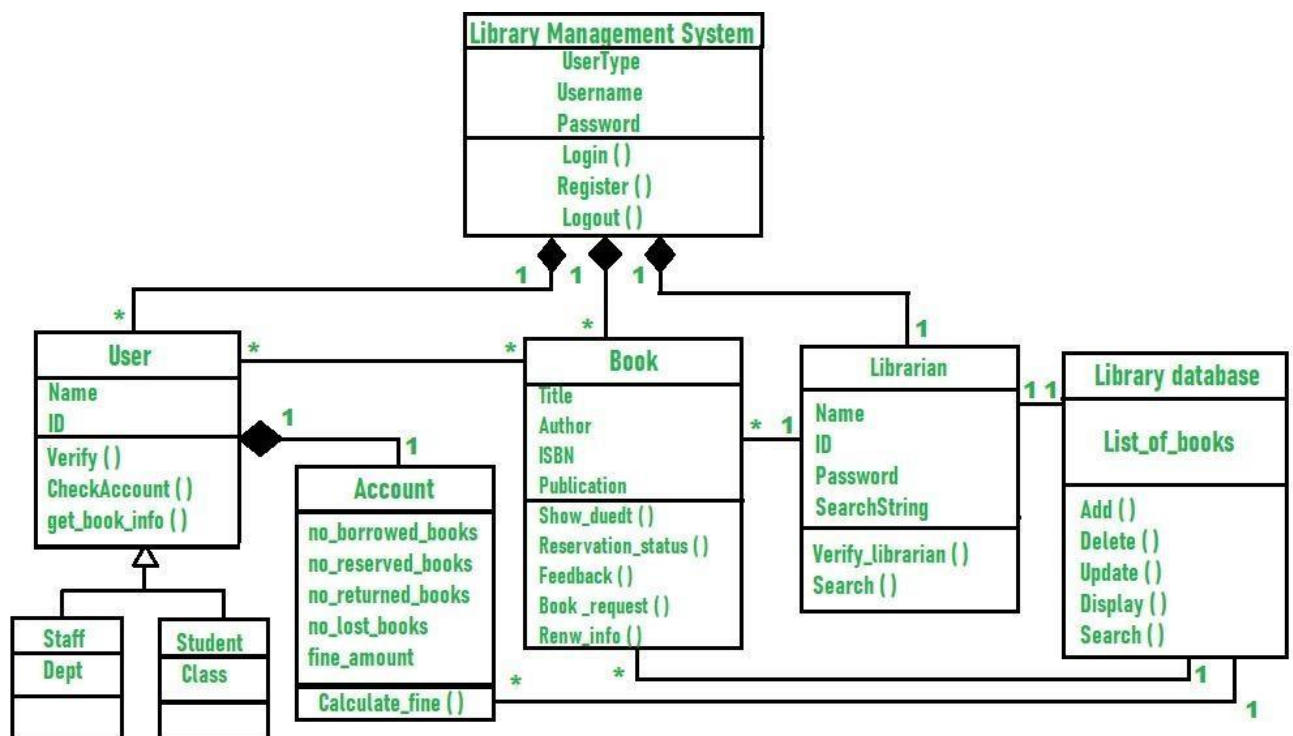 Library Management System
UserType
Username
Password
Login ( )
Register ( )
Logout ( )
1
1
1
*
*
1
User
Name
ID
Verify ( )
CheckAccount ( )
get_book_info ( )
*
*
1
1
Book
Title
Author
ISBN
Publication
Show_duedt ( )
Reservation_status ( )
Feedback ( )
Book _request ( )
Renw_info ( )
* 1
Librarian
Name
ID
Password
SearchString
Verify_librarian ( )
Search ( )
1 1
Library database
List_of_books
Add ( )
Delete ( )
Update ( )
Display ( )
Search ( )
Account
no_borrowed_books
no_reserved_books
no_returned_books
no_lost_books
fine_amount
Calculate_fine ( )
Staff
Dept
Student
Class
*
1
*
1